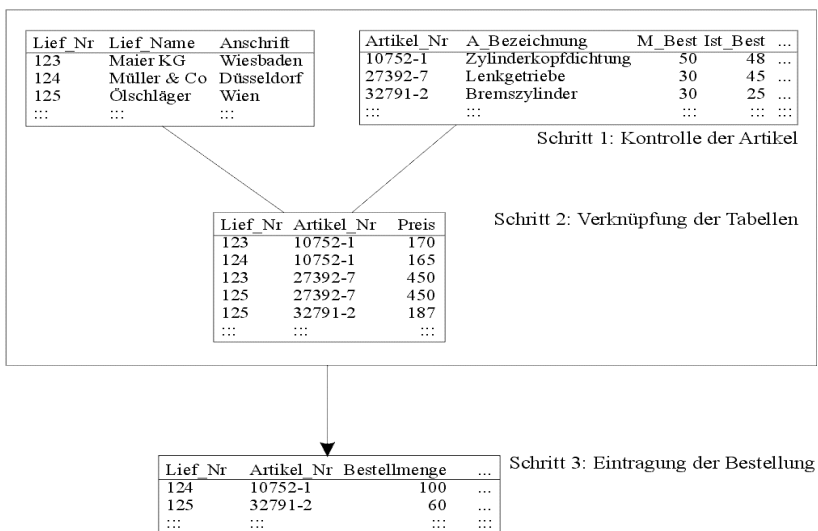 Lief_Nr Lief_Name Anschrift
123 Maier KG Wiesbaden
124 Müller & Co Düsseldorf
125 Ölschläger Wien
::: ::: :::
Artikel_Nr A_Bezeichnung M_Best Ist_Best ...
10752-1 Zylinderkopfdichtung 50 48 ...
27392-7 Lenkgetriebe 30 45 ...
32791-2 Bremszylinder 30 25 ...
::: ::: ::: ::: :::
Schritt 1: Kontrolle der Artikel
Schritt 2: Verknüpfung der Tabellen
Lief_Nr Artikel_Nr Preis
123 10752-1 170
124 10752-1 165
123 27392-7 450
125 27392-7 450
125 32791-2 187
::: ::: :::
Schritt 3: Eintragung der Bestellung
Lief_Nr Artikel_Nr Bestellmenge ...
124 10752-1 100 ...
125 32791-2 60 ...
::: ::: ::: :::